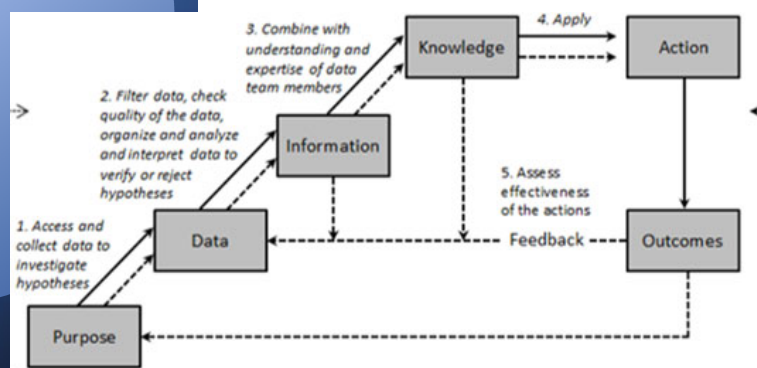 3. Combine with
understanding and
expertise of data
team members
Knowledge
4. Apply
Action
2. Filter data, check
quality of the data,
organize and analyze
and interpret data to
verify or reject
hypotheses
Information
5. Assess
effectiveness
of the actions
1. Access and
collect data to
investigate
hypotheses
Data
Feedback
Outcomes
Purpose